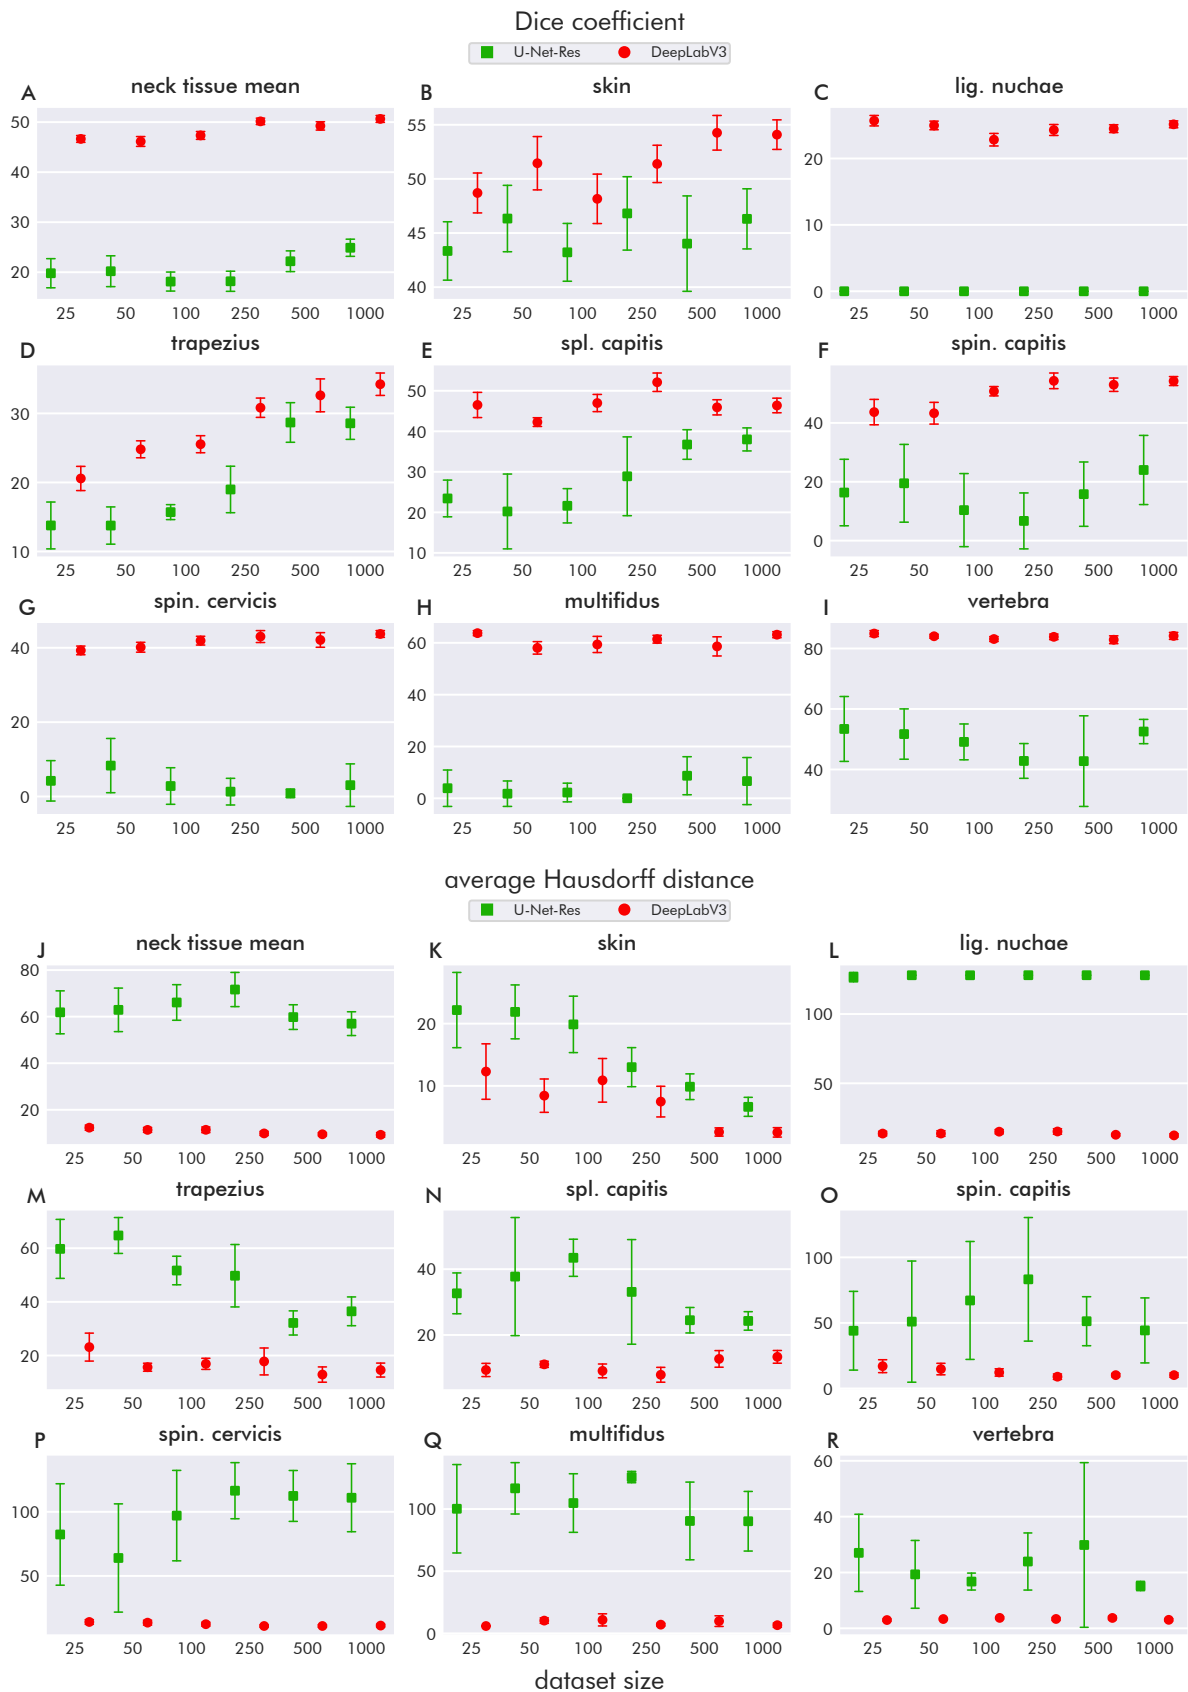 Dice coefficient
U-Net-Res DeepLabV3
A neck tissue mean
50
40
30
20
25 50 100 250 500 1000
B skin
55
50
45
40
25 50 100 250 500 1000
C lig. nuchae
20
10
0
25 50 100 250 500 1000
D trapezius
30
20
10
25 50 100 250 500 1000
E spl. capitis
50
40
30
20
10
25 50 100 250 500 1000
F spin. capitis
40
20
0
25 50 100 250 500 1000
G spin. cervicis
40
20
0
25 50 100 250 500 1000
H multifidus
60
40
20
0
25 50 100 250 500 1000
I vertebra
80
60
40
25 50 100 250 500 1000
average Hausdorff distance
U-Net-Res DeepLabV3
J neck tissue mean
80
60
40
20
25 50 100 250 500 1000
K skin
20
10
25 50 100 250 500 1000
L lig. nuchae
100
50
25 50 100 250 500 1000
M trapezius
60
40
20
25 50 100 250 500 1000
N spl. capitis
40
20
25 50 100 250 500 1000
O spin. capitis
100
50
0
25 50 100 250 500 1000
P spin. cervicis
100
50
25 50 100 250 500 1000
Q multifidus
100
50
0
25 50 100 250 500 1000
R vertebra
60
40
20
0
25 50 100 250 500 1000
dataset size